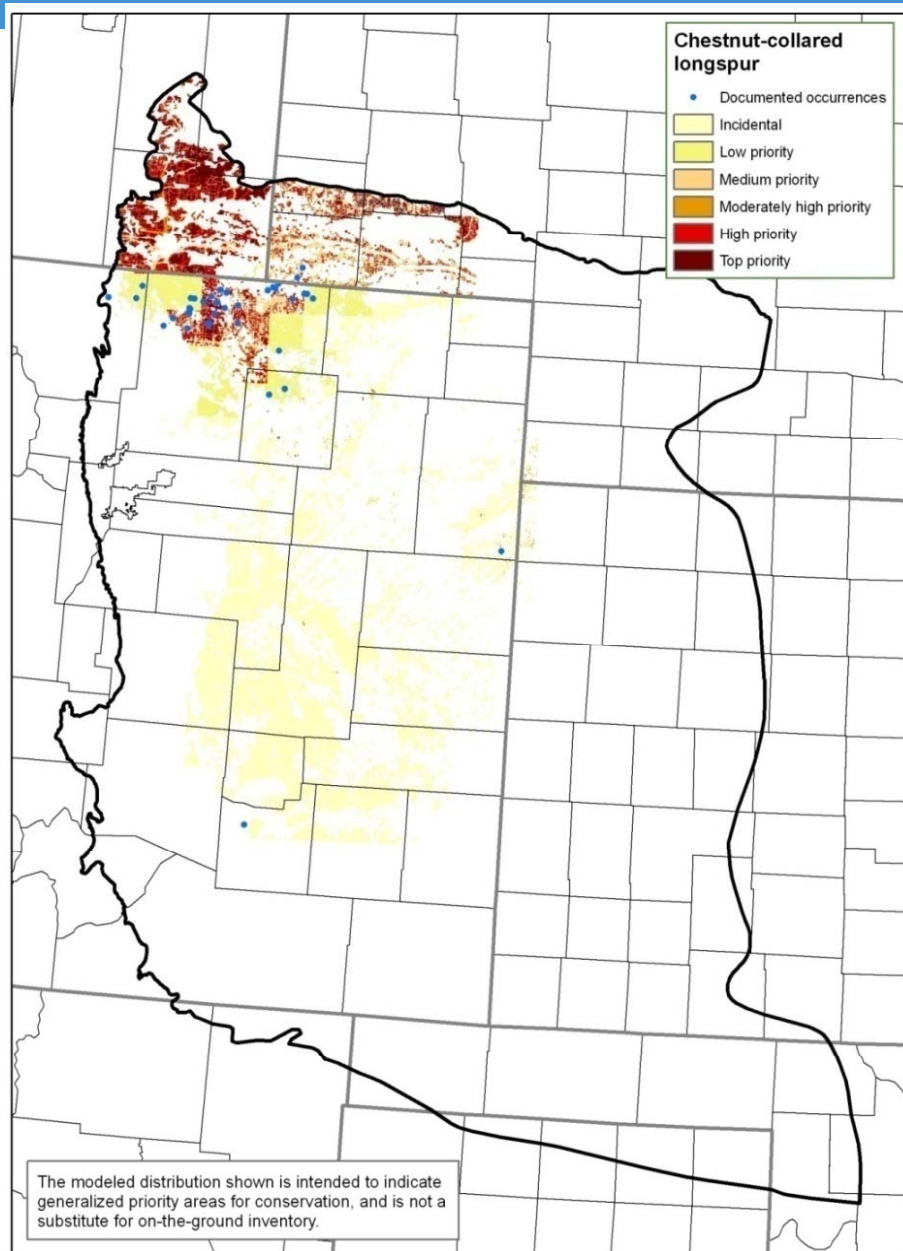 Chestnut-collared
longspur
Documented occurrences
Incidental
Low priority
Medium priority
Moderately high priority
High priority
Top priority
The modeled distribution shown is intended to indicate
generalized priority areas for conservation, and is not a
substitute for on-the-ground inventory.